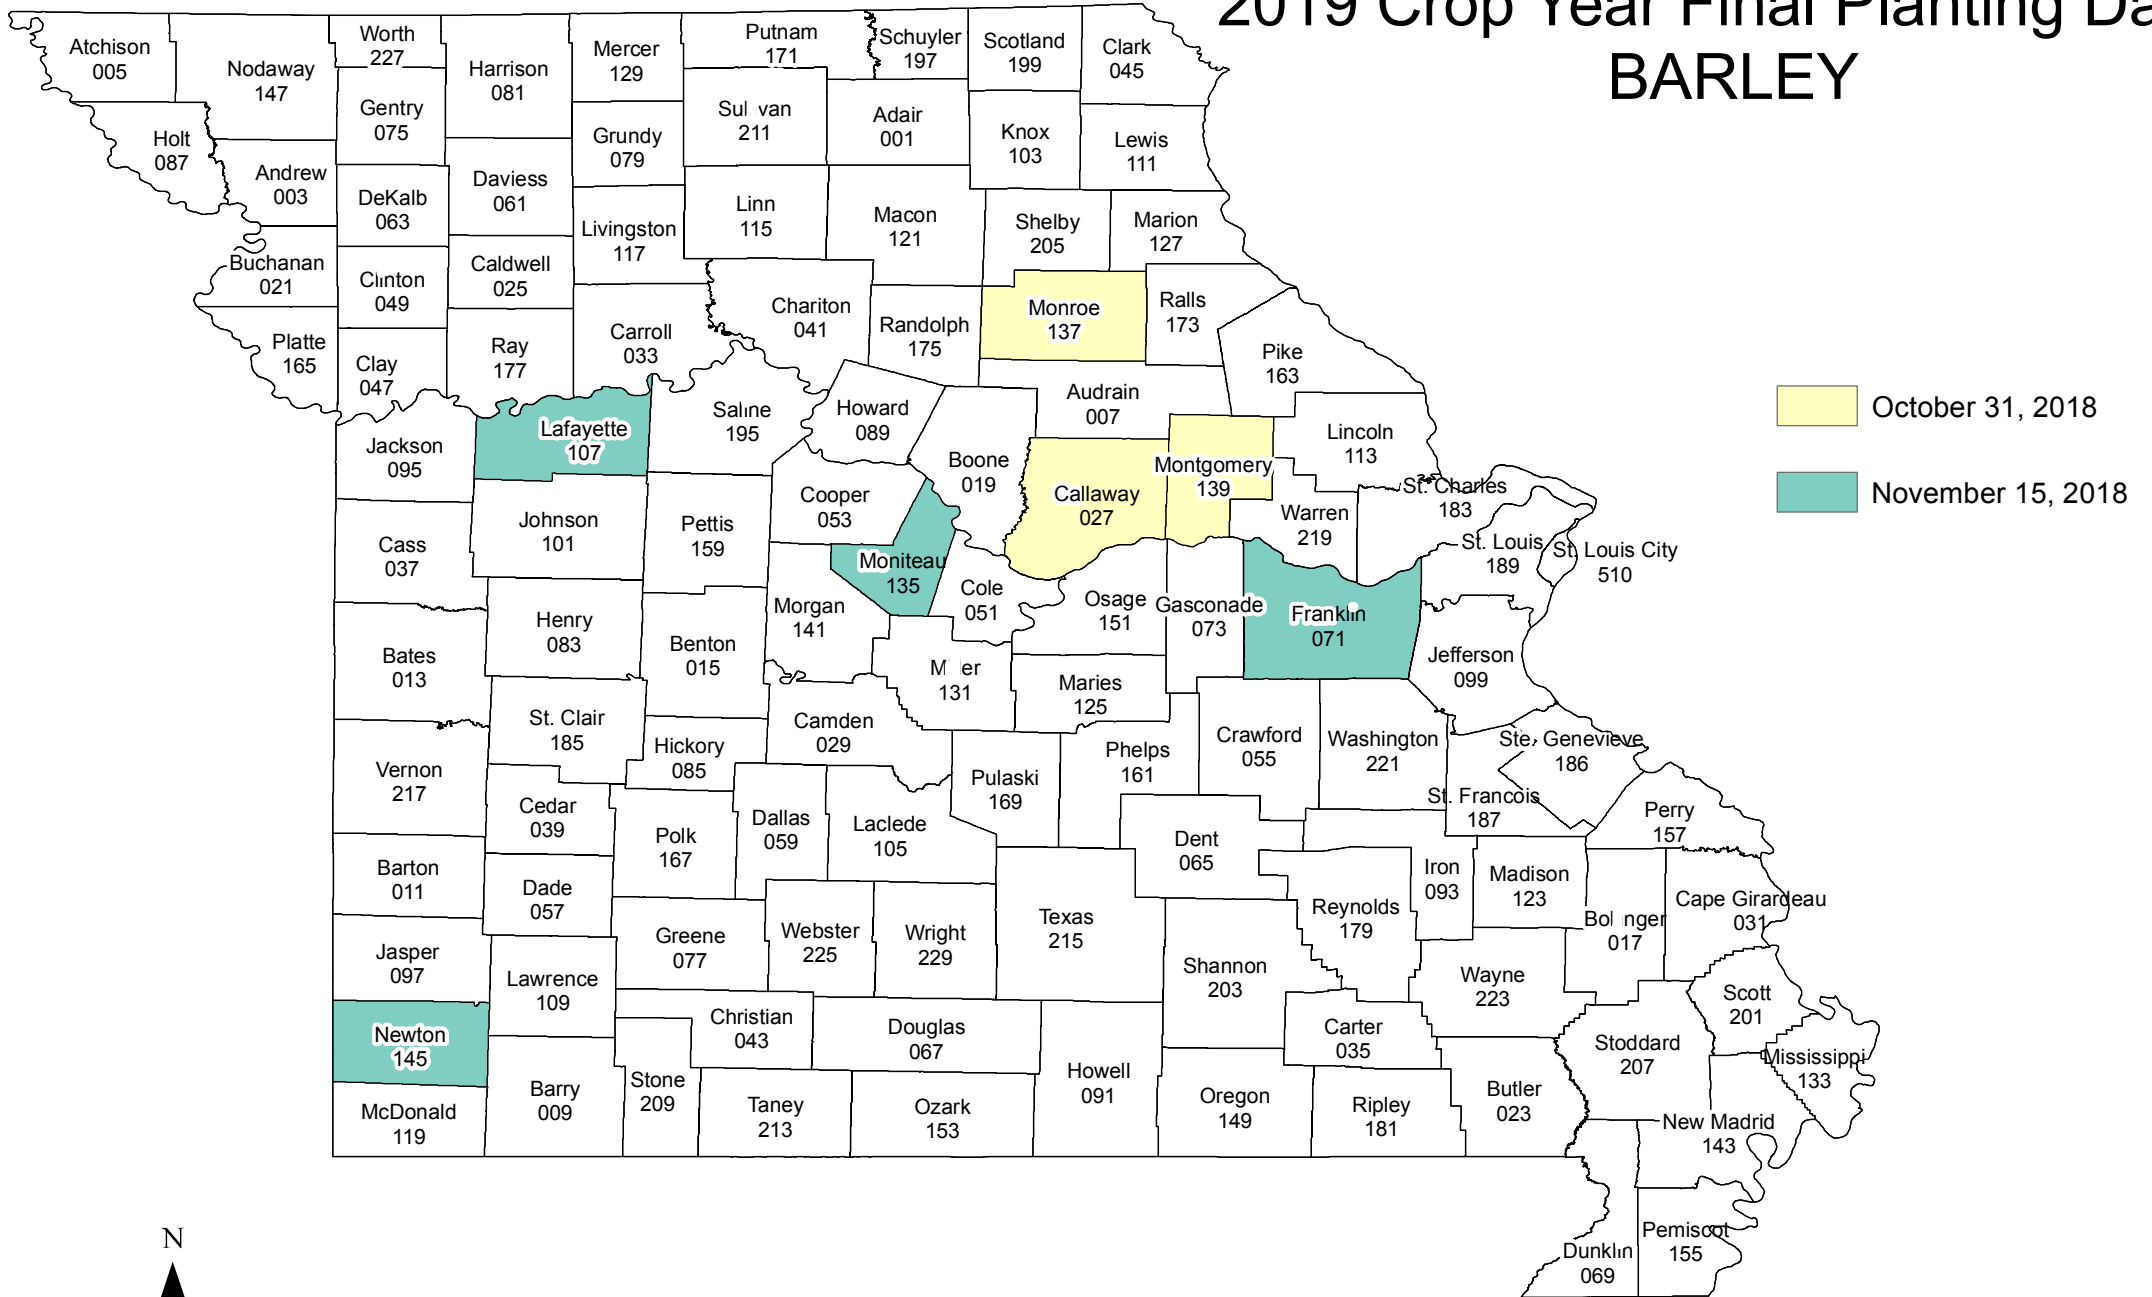 2019 Crop Year Final Planting Da
BARLEY
Atchison
005
Nodaway
147
Worth
227
Harrison
081
Mercer
129
Putnam
171
Schuyler
197
Scotland
199
Clark
045
Holt
087
Andrew
003
Gentry
075
DeKalb
063
Daviess
061
Grundy
079
Sul van
211
Adair
001
Knox
103
Lewis
111
Livingston
117
Linn
115
Macon
121
Shelby
205
Marion
127
Buchanan
021
Clinton
049
Caldwell
025
Platte
165
Clay
047
Ray
177
Carroll
033
Chariton
041
Randolph
175
Monroe
137
Ralls
173
Pike
163
Audrain
007
October 31, 2018
November 15, 2018
Jackson
095
Lafayette
107
Saline
195
Howard
089
Boone
019
Callaway
027
Montgomery
139
Lincoln
113
Warren
219
St. Charles
183
St. Louis
189
St. Louis City
510
Cass
037
Johnson
101
Pettis
159
Cooper
053
Moniteau
135
Cole
051
Osage
151
Gasconade
073
Franklin
071
Jefferson
099
Bates
013
Henry
083
Benton
015
Morgan
141
M er
131
Maries
125
Camden
029
St. Clair
185
Hickory
085
Vernon
217
Cedar
039
Polk
167
Dallas
059
Laclede
105
Pulaski
169
Phelps
161
Crawford
055
Washington
221
Ste. Genevieve
186
St. Francois
187
Perry
157
Dent
065
Barton
011
Dade
057
Iron
093
Madison
123
Bol nger
017
Cape Girardeau
031
Reynolds
179
Jasper
097
Lawrence
109
Greene
077
Webster
225
Wright
229
Texas
215
Shannon
203
Wayne
223
Scott
201
Newton
145
Christian
043
Douglas
067
Carter
035
Stoddard
207
Mississippi
133
McDonald
119
Barry
009
Stone
209
Taney
213
Ozark
153
Howell
091
Oregon
149
Ripley
181
Butler
023
New Madrid
143
Pemiscot
155
Dunklin
069
N